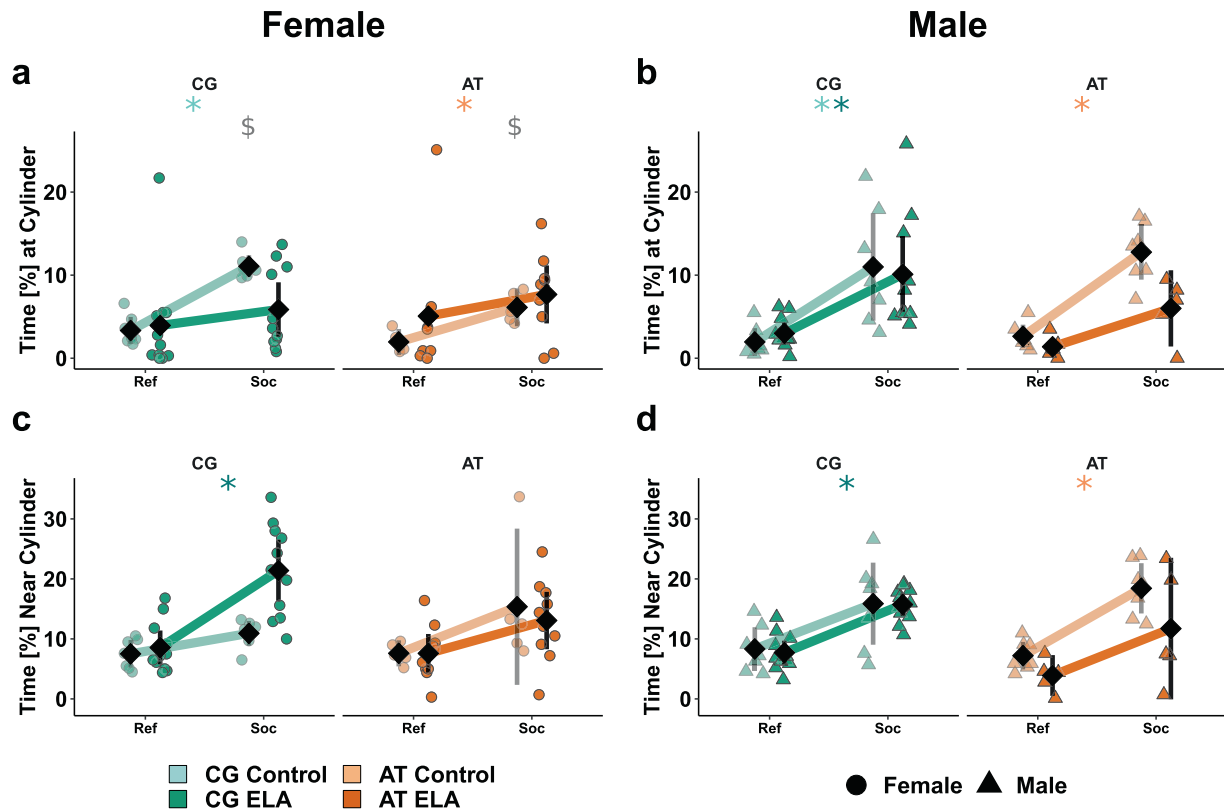 Female Male
a b
CG AT CG AT
* * ** *
$ $
Time [%] at Cylinder
20
10
0
Ref Soc Ref Soc
Time [%] at Cylinder
20
10
0
Ref Soc Ref Soc
c d
CG AT CG AT
* * *
Time [%] Near Cylinder
30
20
10
0
Ref Soc Ref Soc
Time [%] Near Cylinder
30
20
10
0
Ref Soc Ref Soc
CG Control AT Control
CG ELA AT ELA
Female Male